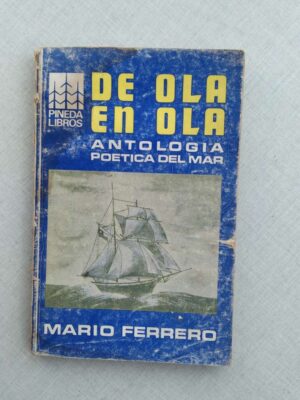 PINEDA
LIBROS
DE OLA
EN OLA
ANTOLOGIA
POETICA DEL MAR
MARIO FERRERO